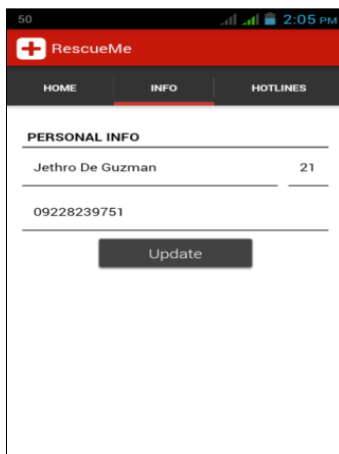 50 2:05 PM
RescueMe
HOME INFO HOTLINES
PERSONAL INFO
Jethro De Guzman 21
09228239751
Update